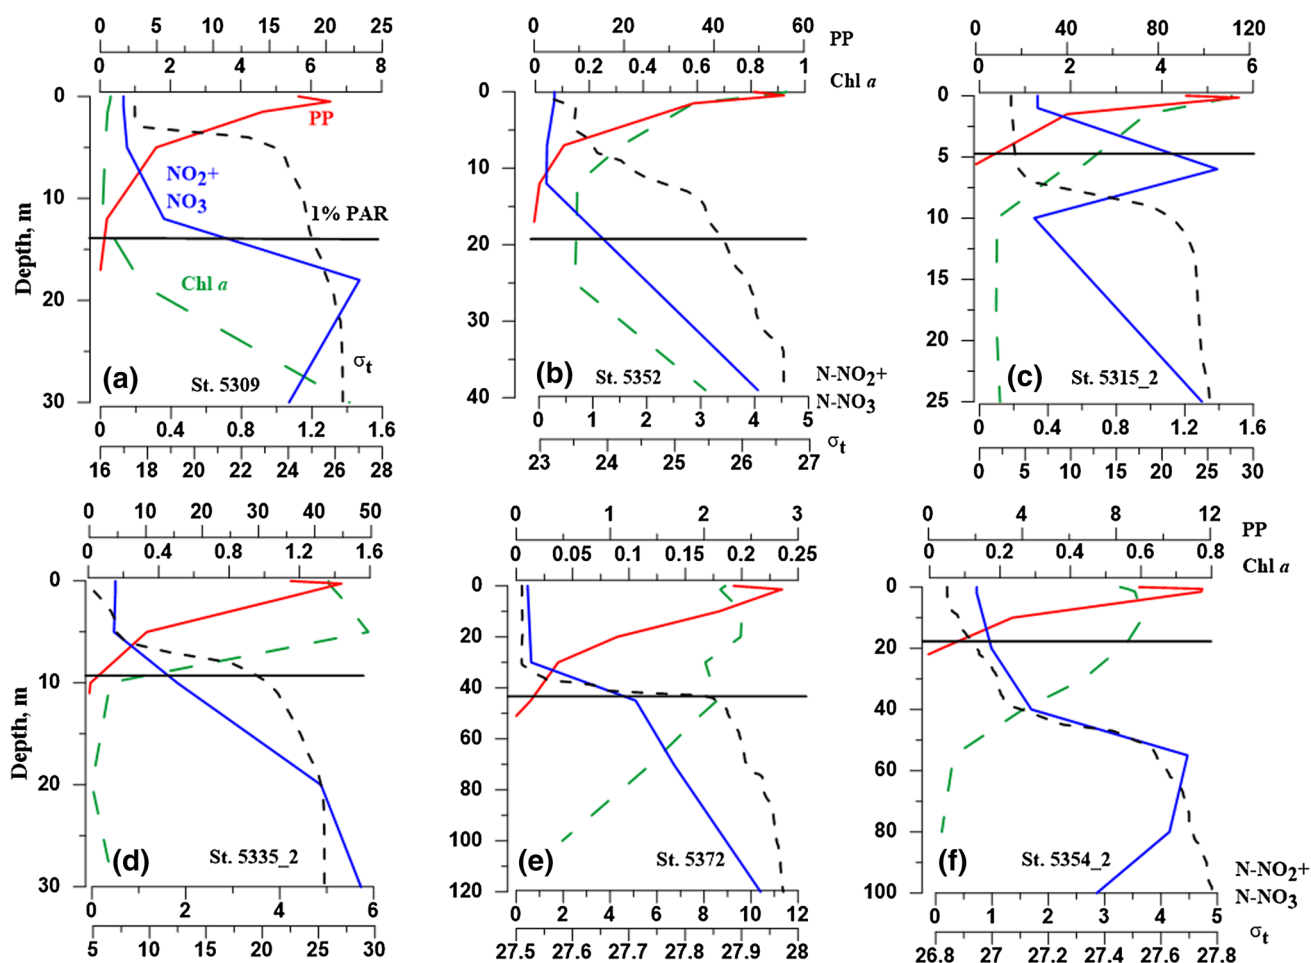 0 5 10 15 20 25
0 2 4 6 8
0 20 40 60 PP
0 0.2 0.4 0.6 0.8 1 Chl a
0 40 80 120
0 2 4 6
Depth, m
0
10
20
30
PP
NO2+
NO3
1% PAR
Chl a
σt
(a) St. 5309
0 0.4 0.8 1.2 1.6
16 18 20 22 24 26 28
0
10
20
30
40
(b) St. 5352
0 1 2 3 4 5
23 24 25 26 27
N-NO2+
N-NO3
σt
0
5
10
15
20
25
(c) St. 5315_2
0 0.4 0.8 1.2 1.6
0 5 10 15 20 25 30
0 10 20 30 40 50
0 0.4 0.8 1.2 1.6
0 1 2 3
0 0.05 0.1 0.15 0.2 0.25
0 4 8 12 PP
0 0.2 0.4 0.6 0.8 Chl a
Depth, m
0
10
20
30
(d) St. 5335_2
0 2 4 6
5 10 15 20 25 30
0
20
40
60
80
100
120
(e) St. 5372
0 2 4 6 8 10 12
27.5 27.6 27.7 27.8 27.9 28
0
20
40
60
80
100
(f) St. 5354_2
0 1 2 3 4 5
26.8 27 27.2 27.4 27.6 27.8
N-NO2+
N-NO3
σt